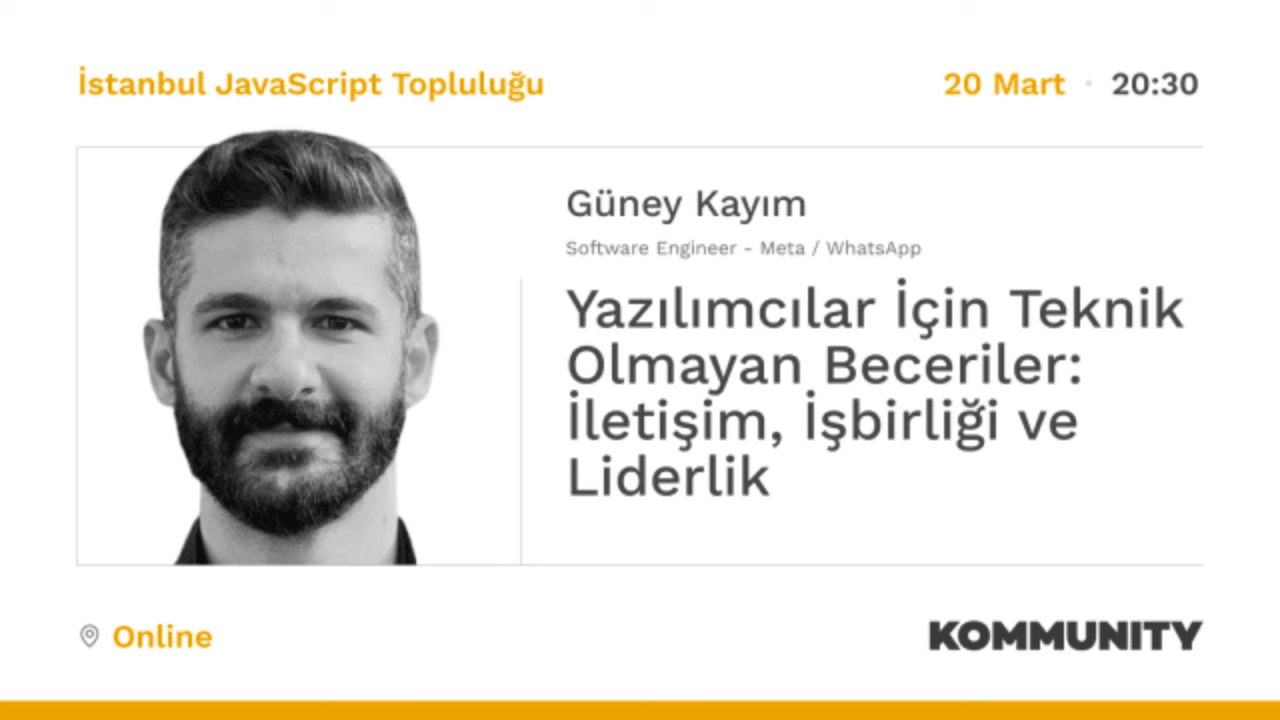 İstanbul JavaScript Topluluğu
20 Mart • 20:30
Güney Kayım
Software Engineer - Meta / WhatsApp
Yazılımcılar İçin Teknik
Olmayan Beceriler:
İletişim, İşbirliği ve
Liderlik
Online
KOMMUNITY